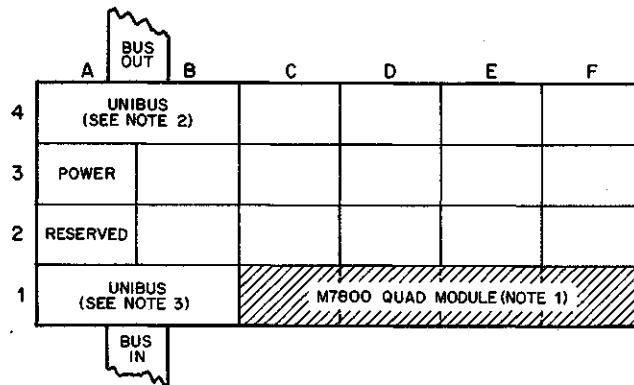 BUS
OUT
A B C D E F
4 UNIBUS
(SEE NOTE 2)
3 POWER
2 RESERVED
1 UNIBUS
(SEE NOTE 3)
M7800 QUAD MODULE (NOTE 1)
BUS
IN